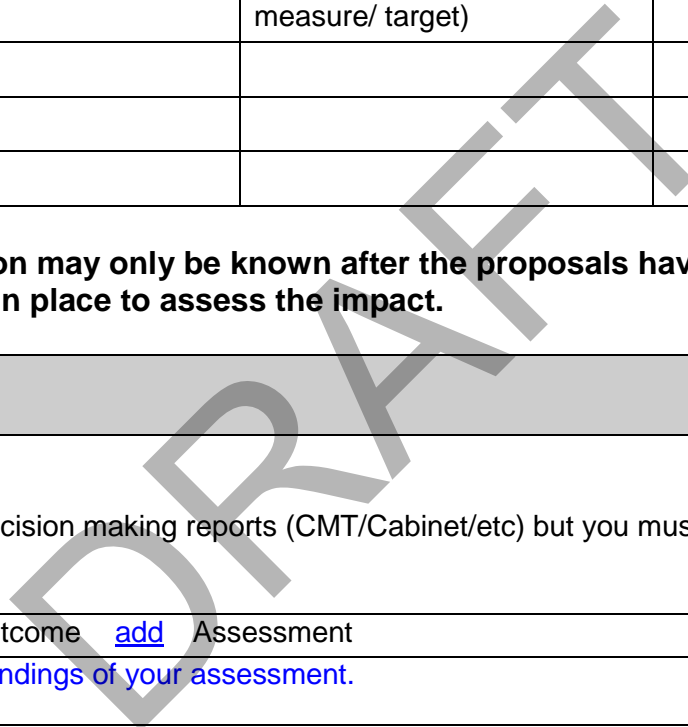 measure/ target)
on may only be known after the proposals hav
n place to assess the impact.
cision making reports (CMT/Cabinet/etc) but you mus
tcome add Assessment
ndings of your assessment.
DRAFT